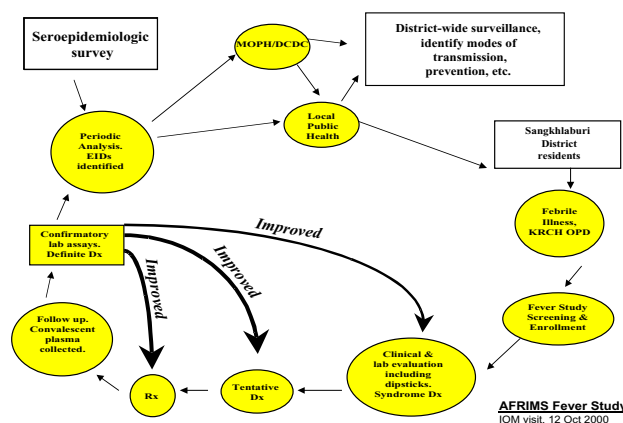 Seroepidemiologic
survey
MOPH/DCDC
District-wide surveillance,
identify modes of
transmission,
prevention, etc.
Periodic
Analysis.
EIDs
identified
Local
Public
Health
Sangkhlaburi
District
residents
Febrile
Illness,
KRCH OPD
Fever Study
Screening &
Enrollment
Clinical &
lab evaluation
including
dipsticks.
Syndrome Dx
Tentative
Dx
Rx
Follow up.
Convalescent
plasma
collected.
Confirmatory
lab assays.
Definite Dx
Improved
Improved
Improved
AFRIMS Fever Study
IOM visit, 12 Oct 2000